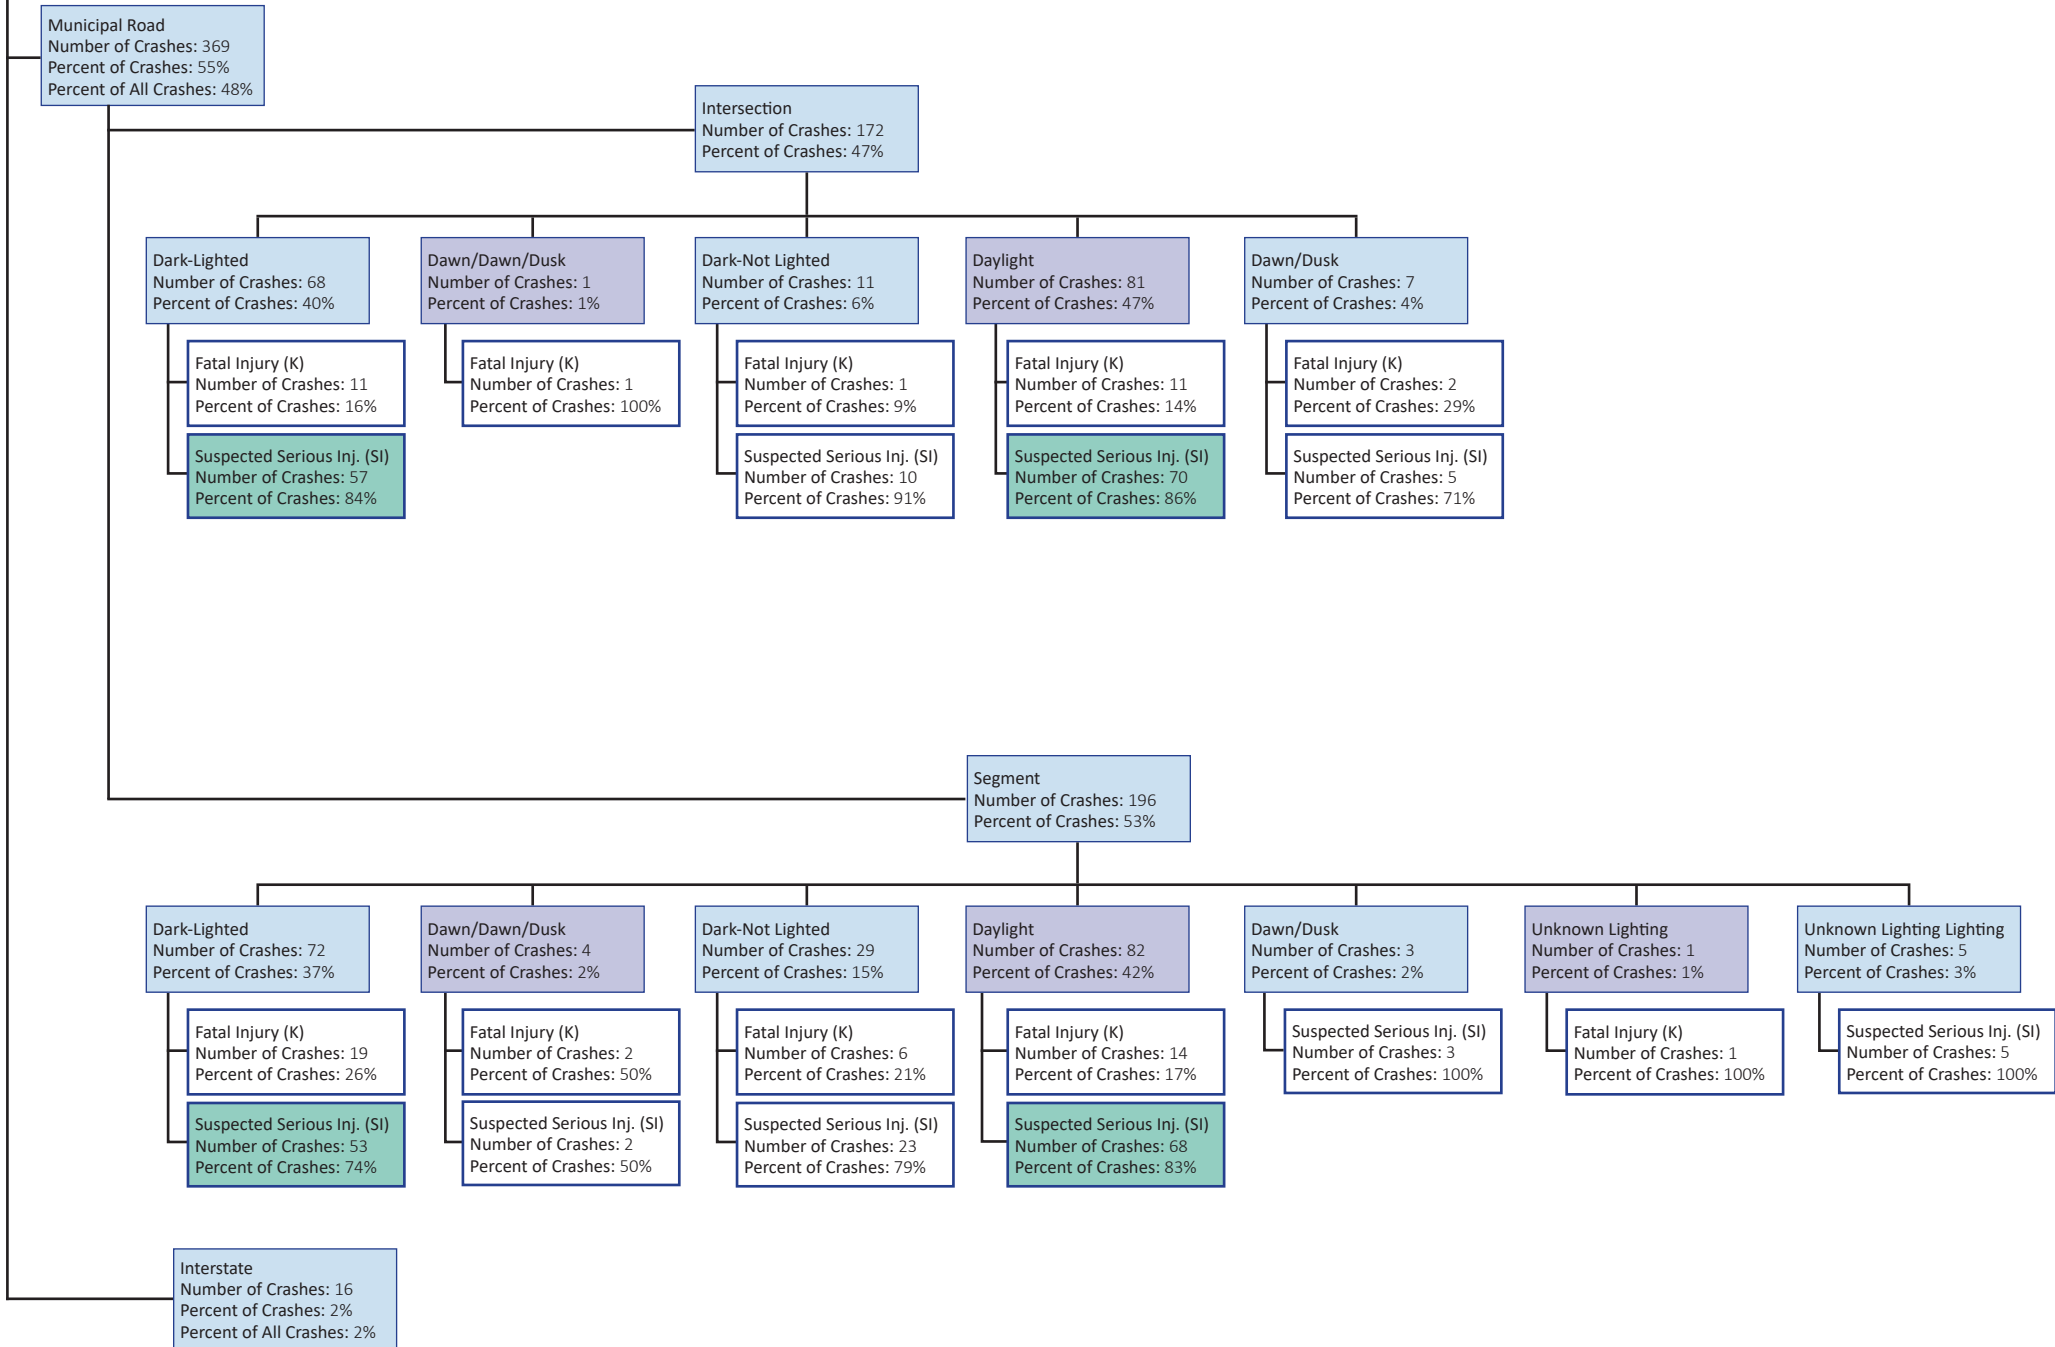 Municipal Road
Number of Crashes: 369
Percent of Crashes: 55%
Percent of All Crashes: 48%
Intersection
Number of Crashes: 172
Percent of Crashes: 47%
Dark-Lighted
Number of Crashes: 68
Percent of Crashes: 40%
Fatal Injury (K)
Number of Crashes: 11
Percent of Crashes: 16%
Suspected Serious Inj. (SI)
Number of Crashes: 57
Percent of Crashes: 84%
Dawn/Dawn/Dusk
Number of Crashes: 1
Percent of Crashes: 1%
Fatal Injury (K)
Number of Crashes: 1
Percent of Crashes: 100%
Dark-Not Lighted
Number of Crashes: 11
Percent of Crashes: 6%
Fatal Injury (K)
Number of Crashes: 1
Percent of Crashes: 9%
Suspected Serious Inj. (SI)
Number of Crashes: 10
Percent of Crashes: 91%
Daylight
Number of Crashes: 81
Percent of Crashes: 47%
Fatal Injury (K)
Number of Crashes: 11
Percent of Crashes: 14%
Suspected Serious Inj. (SI)
Number of Crashes: 70
Percent of Crashes: 86%
Dawn/Dusk
Number of Crashes: 7
Percent of Crashes: 4%
Fatal Injury (K)
Number of Crashes: 2
Percent of Crashes: 29%
Suspected Serious Inj. (SI)
Number of Crashes: 5
Percent of Crashes: 71%
Segment
Number of Crashes: 196
Percent of Crashes: 53%
Dark-Lighted
Number of Crashes: 72
Percent of Crashes: 37%
Fatal Injury (K)
Number of Crashes: 19
Percent of Crashes: 26%
Suspected Serious Inj. (SI)
Number of Crashes: 53
Percent of Crashes: 74%
Dawn/Dawn/Dusk
Number of Crashes: 4
Percent of Crashes: 2%
Fatal Injury (K)
Number of Crashes: 2
Percent of Crashes: 50%
Suspected Serious Inj. (SI)
Number of Crashes: 2
Percent of Crashes: 50%
Dark-Not Lighted
Number of Crashes: 29
Percent of Crashes: 15%
Fatal Injury (K)
Number of Crashes: 6
Percent of Crashes: 21%
Suspected Serious Inj. (SI)
Number of Crashes: 23
Percent of Crashes: 79%
Daylight
Number of Crashes: 82
Percent of Crashes: 42%
Fatal Injury (K)
Number of Crashes: 14
Percent of Crashes: 17%
Suspected Serious Inj. (SI)
Number of Crashes: 68
Percent of Crashes: 83%
Dawn/Dusk
Number of Crashes: 3
Percent of Crashes: 2%
Suspected Serious Inj. (SI)
Number of Crashes: 3
Percent of Crashes: 100%
Unknown Lighting
Number of Crashes: 1
Percent of Crashes: 1%
Fatal Injury (K)
Number of Crashes: 1
Percent of Crashes: 100%
Unknown Lighting Lighting
Number of Crashes: 5
Percent of Crashes: 3%
Suspected Serious Inj. (SI)
Number of Crashes: 5
Percent of Crashes: 100%
Interstate
Number of Crashes: 16
Percent of Crashes: 2%
Percent of All Crashes: 2%